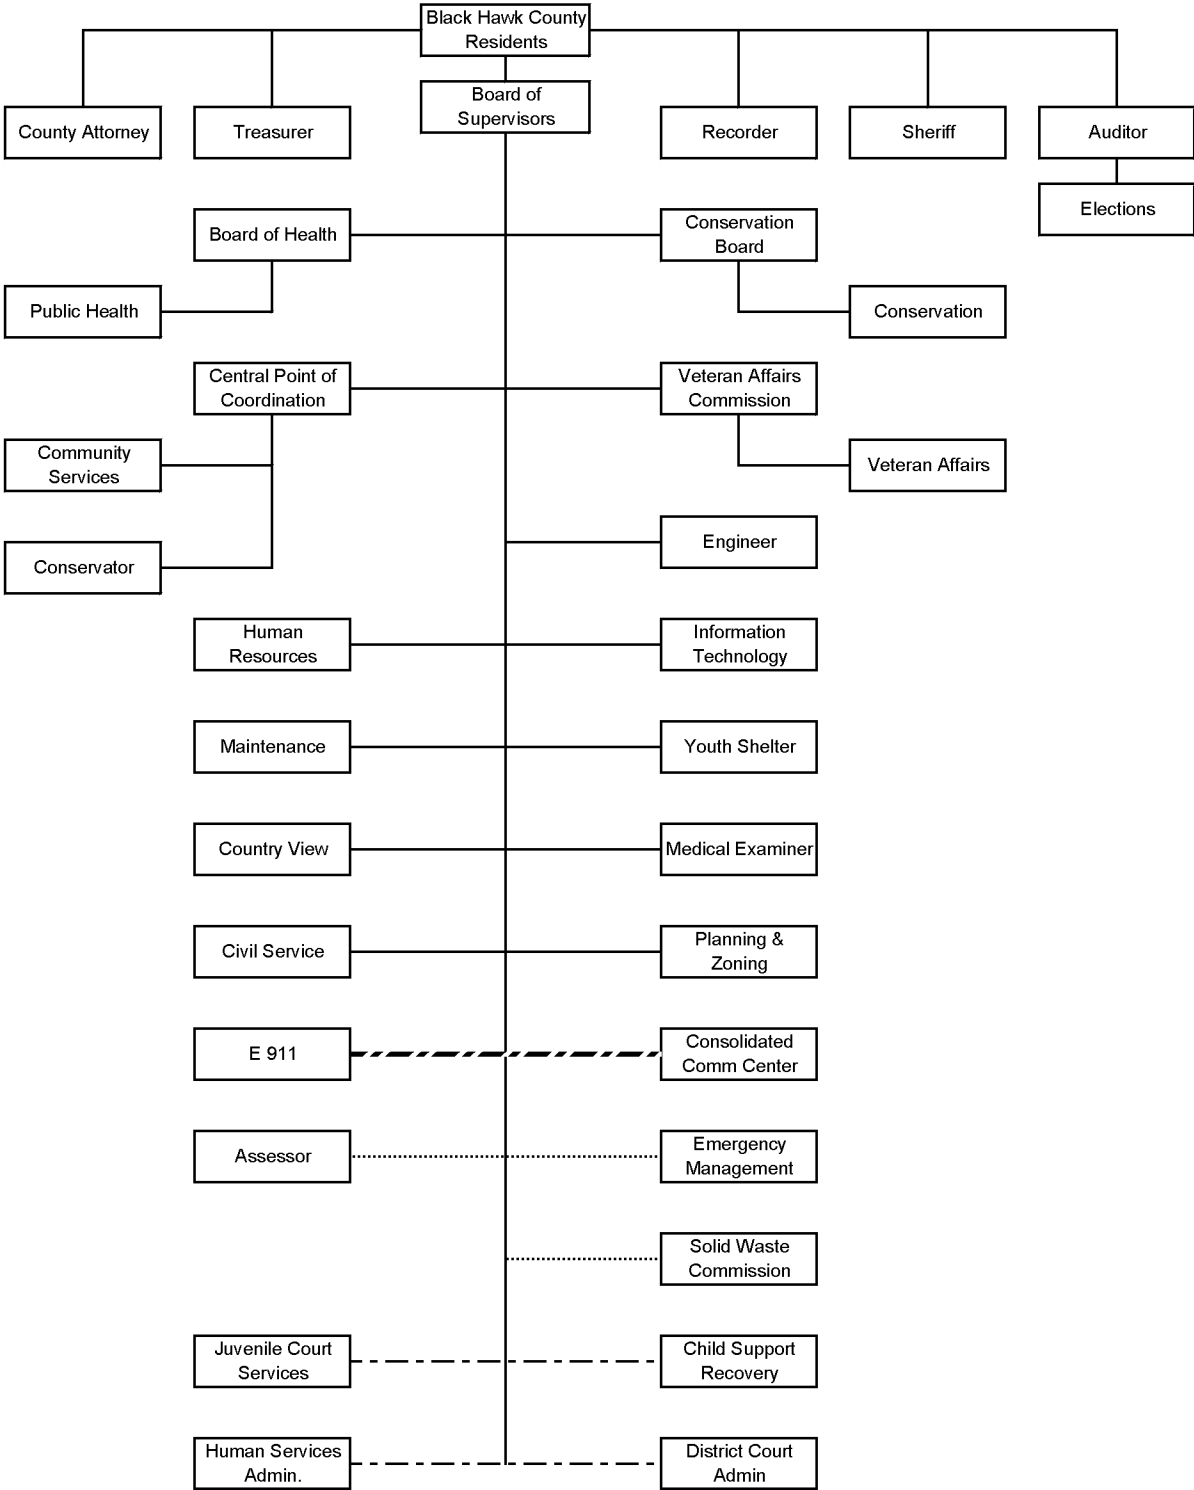 Black Hawk County
Residents
Board of
Supervisors
County Attorney
Treasurer
Recorder
Sheriff
Auditor
Elections
Board of Health
Conservation
Board
Public Health
Conservation
Central Point of
Coordination
Veteran Affairs
Commission
Community
Services
Veteran Affairs
Engineer
Conservator
Human
Resources
Information
Technology
Maintenance
Youth Shelter
Country View
Medical Examiner
Civil Service
Planning &
Zoning
E 911
Consolidated
Comm Center
Assessor
Emergency
Management
Solid Waste
Commission
Juvenile Court
Services
Child Support
Recovery
Human Services
Admin.
District Court
Admin